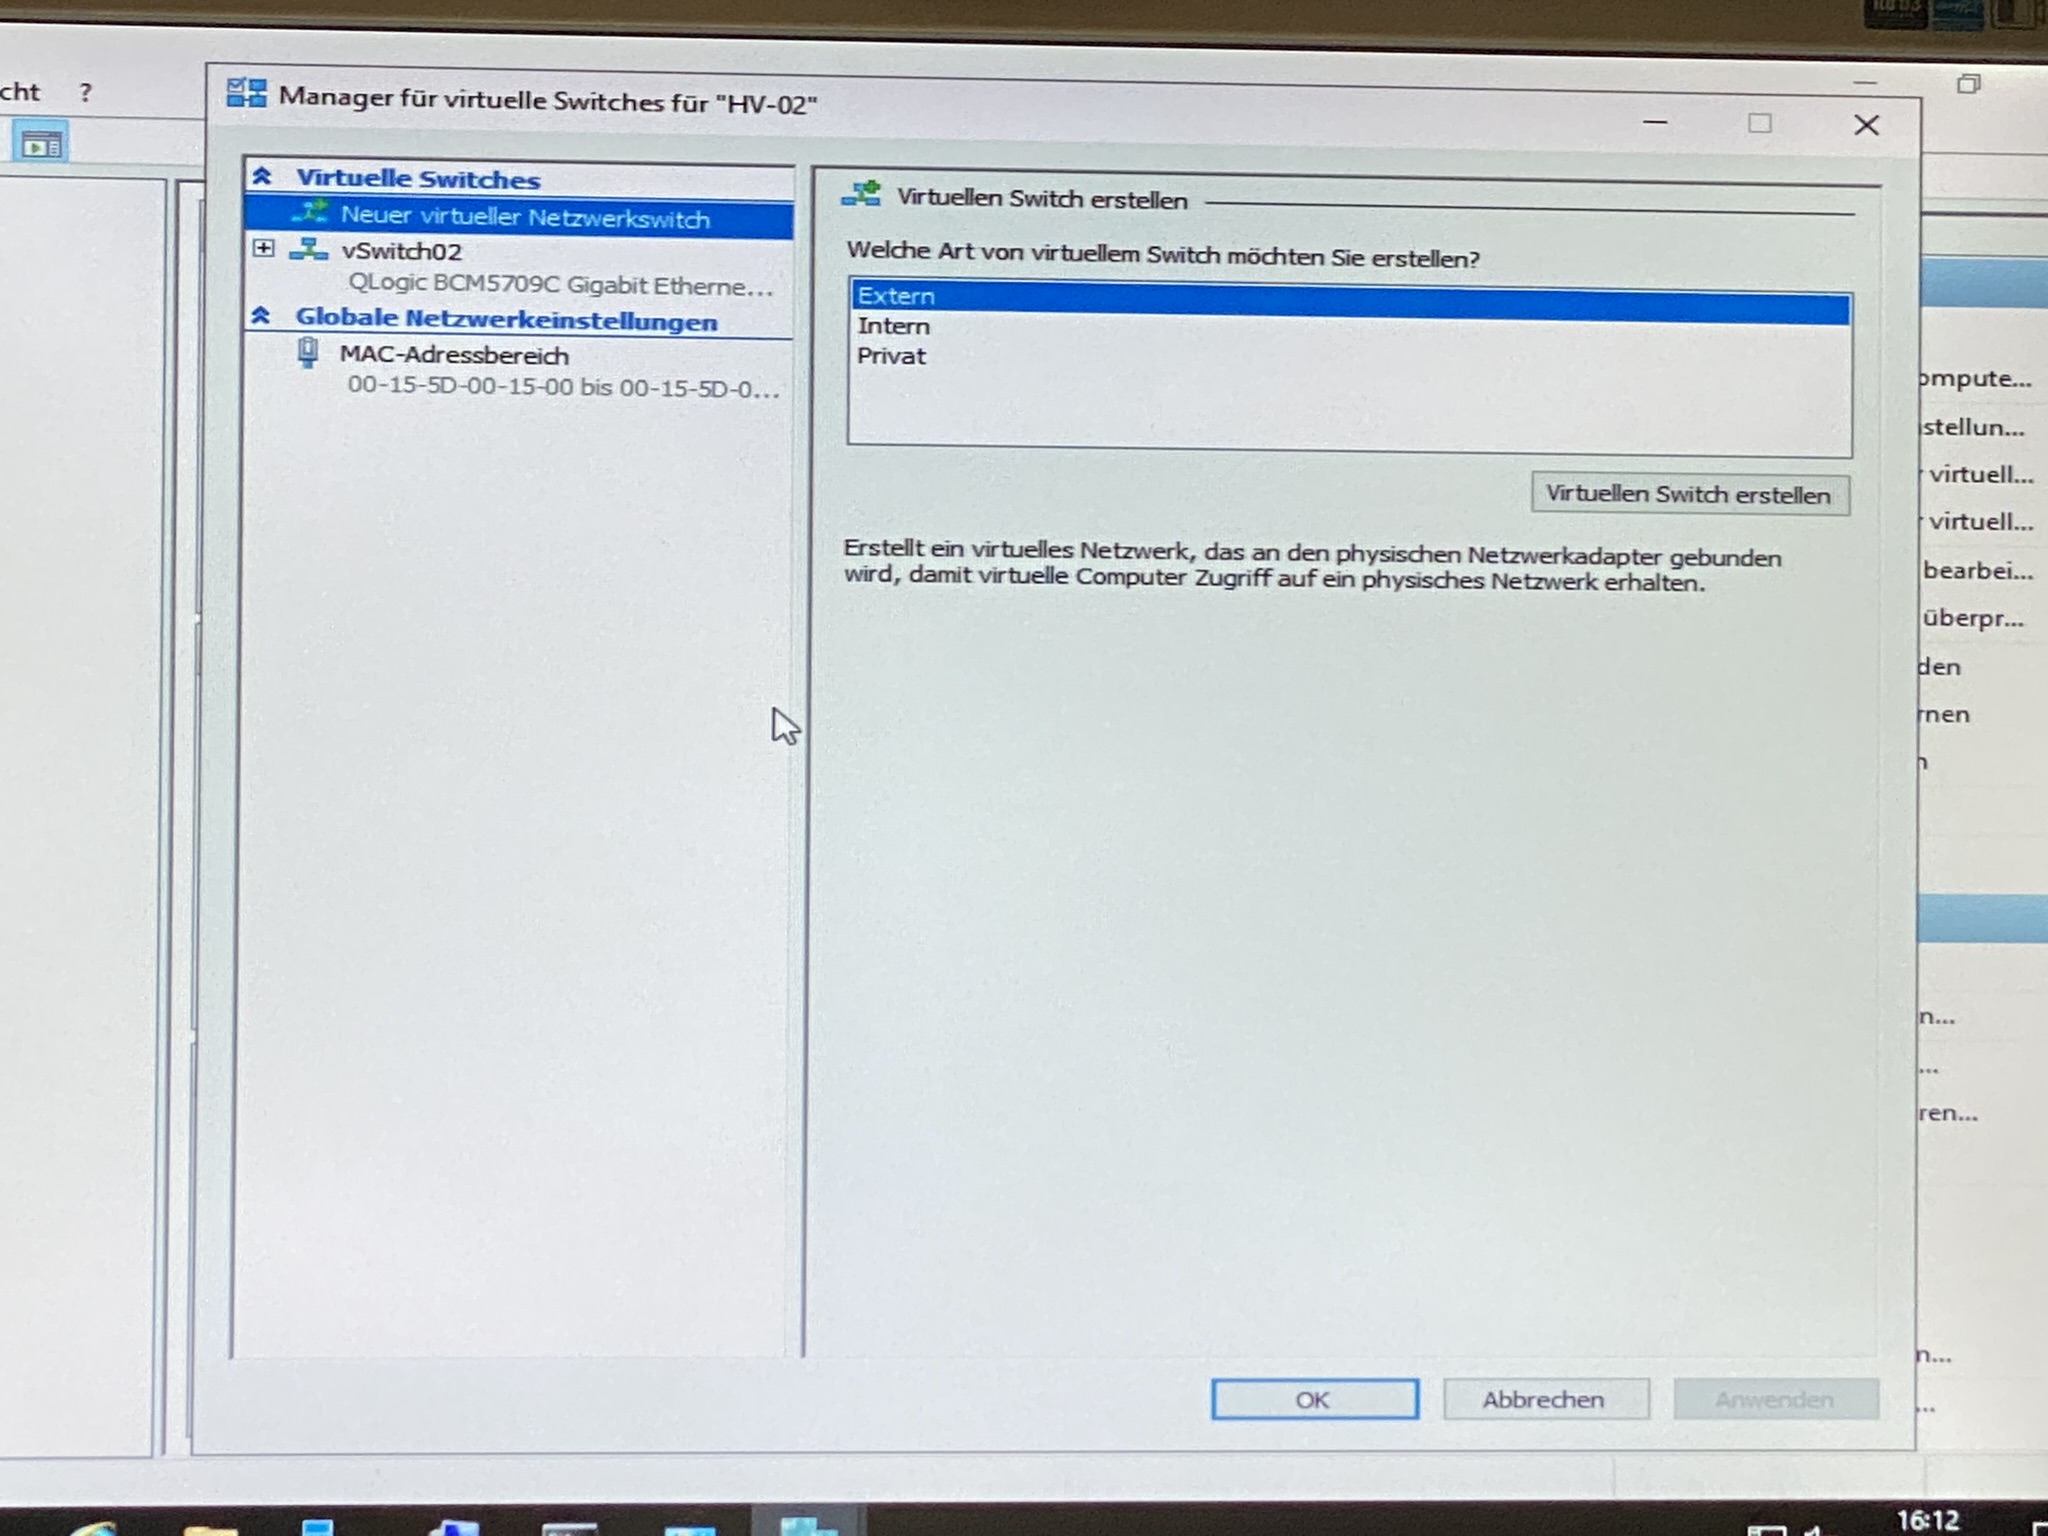 cht ?
Manager für virtuelle Switches für "HV-02"
Virtuelle Switches
Neuer virtueller Netzwerkswitch
vSwitch02
QLogic BCM5709C Gigabit Etherne...
Globale Netzwerkeinstellungen
MAC-Adressbereich
00-15-5D-00-15-00 bis 00-15-5D-0...
Virtuellen Switch erstellen
Welche Art von virtuellem Switch möchten Sie erstellen?
Extern
Intern
Privat
Virtuellen Switch erstellen
Erstellt ein virtuelles Netzwerk, das an den physischen Netzwerkadapter gebunden
wird, damit virtuelle Computer Zugriff auf ein physisches Netzwerk erhalten.
OK Abbrechen Anwenden
ompute...
stellun...
virtuell...
virtuell...
bearbei...
überpr...
den
rnen
n
n...
...
ren...
n...
...
16:12